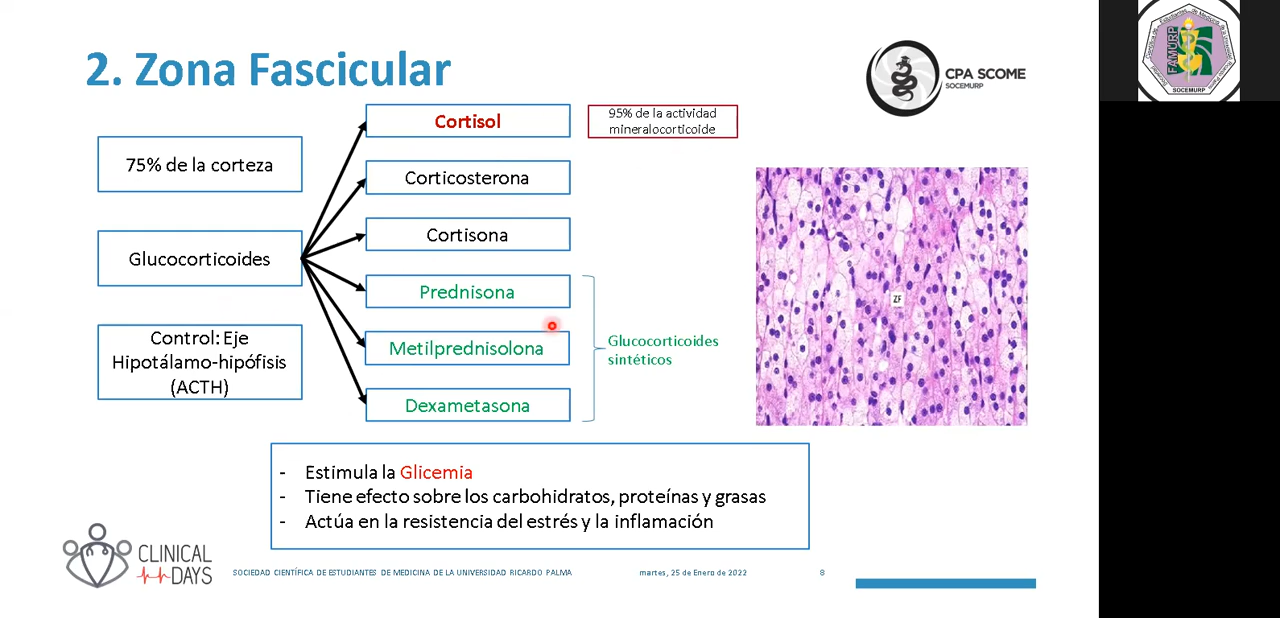 2. Zona Fascicular
75% de la corteza
Glucocorticoides
Control: Eje
Hipotálamo-hipófisis
(ACTH)
Cortisol
Corticosterona
Cortisona
Prednisona
Metilprednisolona
Dexametasona
95% de la actividad
mineralocorticoide
Glucocorticoides
sintéticos
CPA SCOME
SOCEMURP
ZF
- Estimula la Glicemia
- Tiene efecto sobre los carbohidratos, proteínas y grasas
- Actúa en la resistencia del estrés y la inflamación
CLINICAL
DAYS
SOCIEDAD CIENTÍFICA DE ESTUDIANTES DE MEDICINA DE LA UNIVERSIDAD RICARDO PALMA
martes, 25 de Enero de 2022
8
FAMURP
SOCEMURP